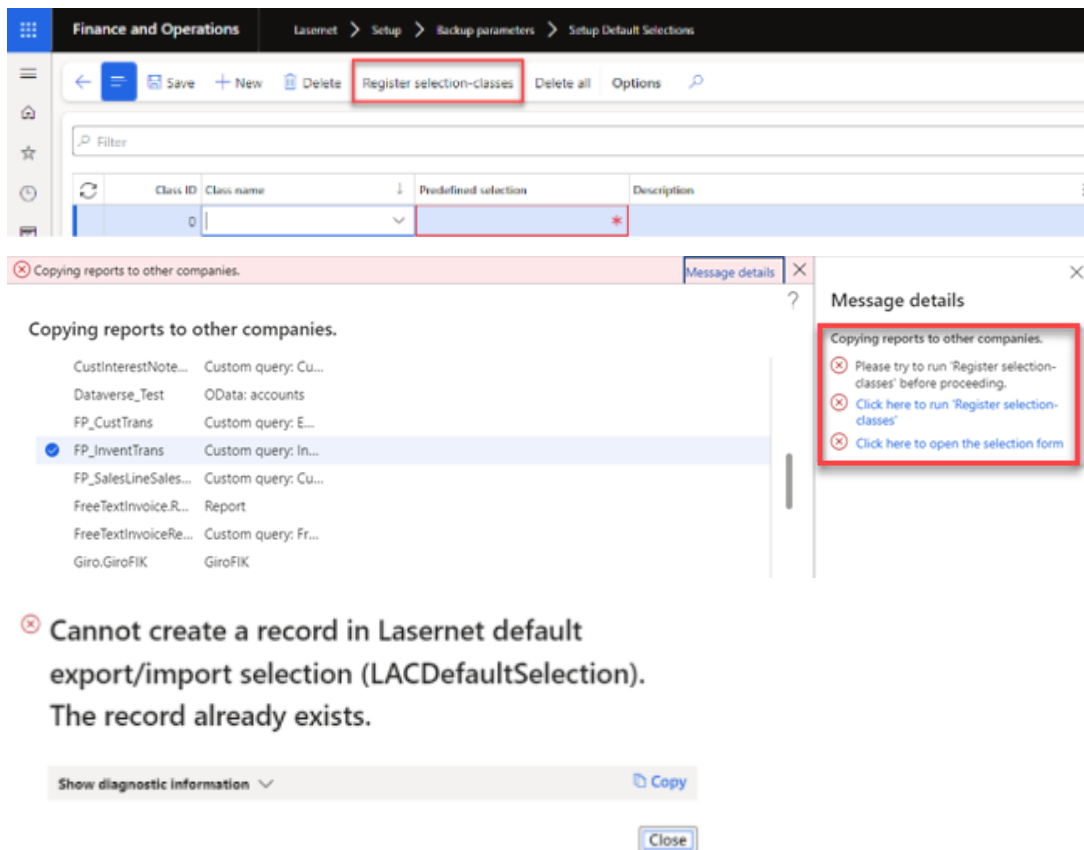 Finance and Operations Lasernet > Setup > Backup parameters > Setup Default Selections
Save + New Delete Register selection-classes Delete all Options
Filter
Class ID Class name ↓ Predefined selection Description
0 *
Copying reports to other companies. Message details
?
Copying reports to other companies.
CustInterestNote... Custom query: Cu...
Dataverse_Test OData: accounts
FP_CustTrans Custom query: E...
FP_InventTrans Custom query: In...
FP_SalesLineSales... Custom query: Cu...
FreeTextInvoice.R... Report
FreeTextInvoiceRe... Custom query: Fr...
Giro.GiroFIK GiroFIK
Message details
Copying reports to other companies.
Please try to run 'Register selection-
classes' before proceeding.
Click here to run 'Register selection-
classes'
Click here to open the selection form
Cannot create a record in Lasernet default
export/import selection (LACDefaultSelection).
The record already exists.
Show diagnostic information Copy
Close